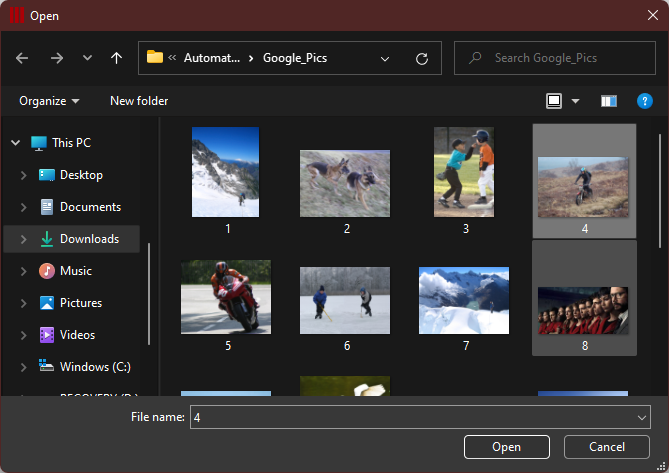 Open
Automat... Google_Pics
Search Google_Pics
Organize New folder
This PC
Desktop
Documents
Downloads
Music
Pictures
Videos
Windows (C:)
1 2 3 4
5 6 7 8
File name: 4
Open Cancel